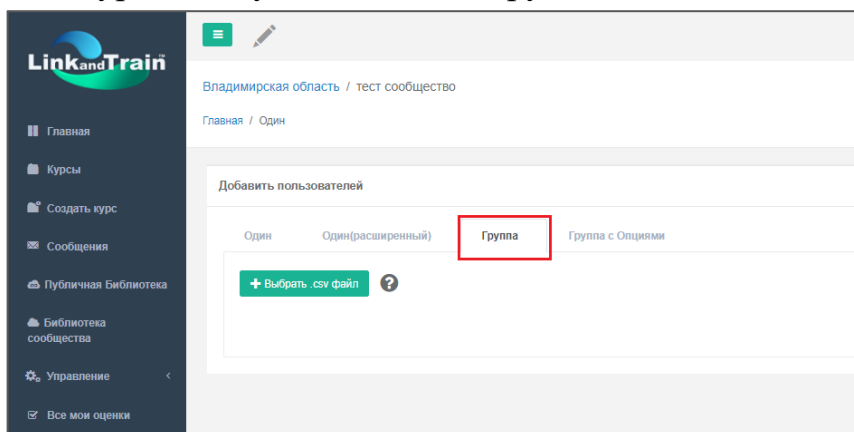 LinkandTrain
Владимирская область / тест сообщество
Главная / Один
Главная
Курсы
Создать курс
Сообщения
Публичная Библиотека
Библиотека
сообщества
Управление
Все мои оценки
Добавить пользователей
Один Один(расширенный) Группа Группа с Опциями
Выбрать .csv файл